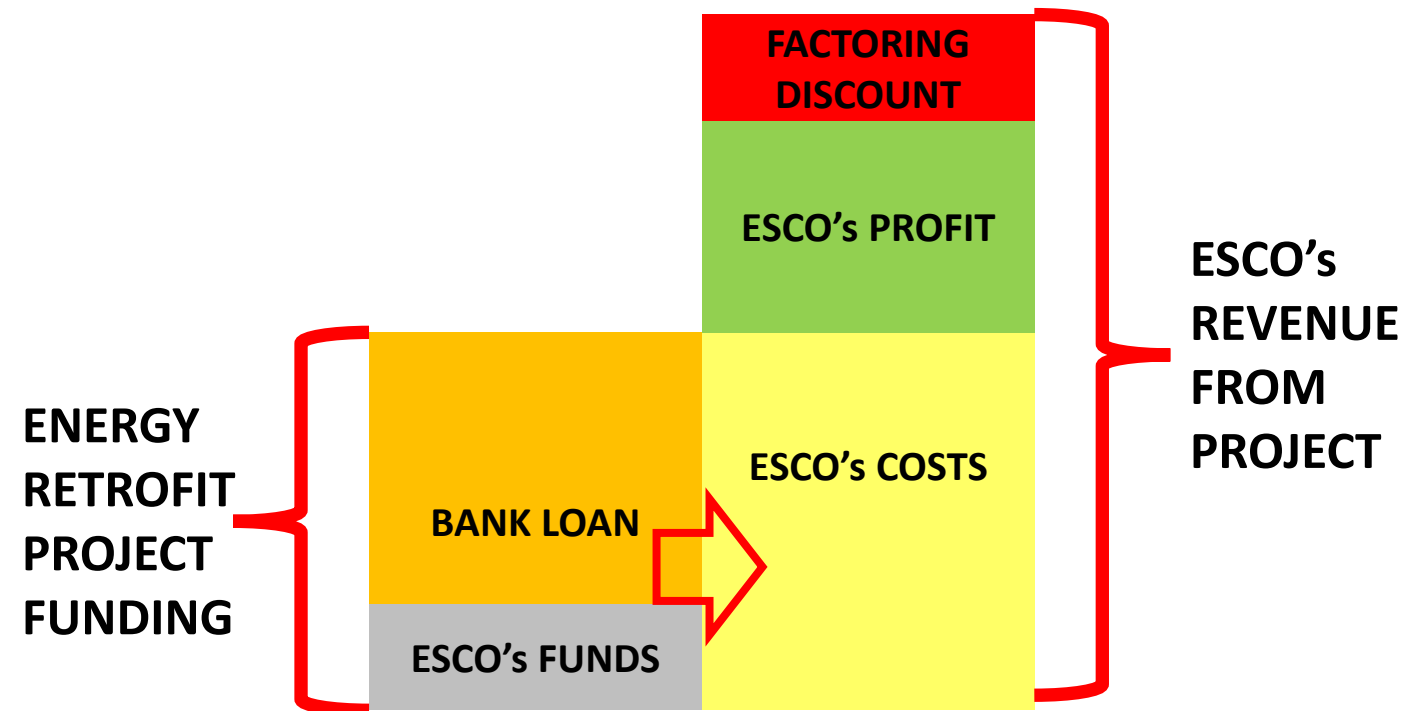 ENERGY
RETROFIT
PROJECT
FUNDING
BANK LOAN
ESCO’s FUNDS
FACTORING
DISCOUNT
ESCO’s PROFIT
ESCO’s COSTS
ESCO’s
REVENUE
FROM
PROJECT